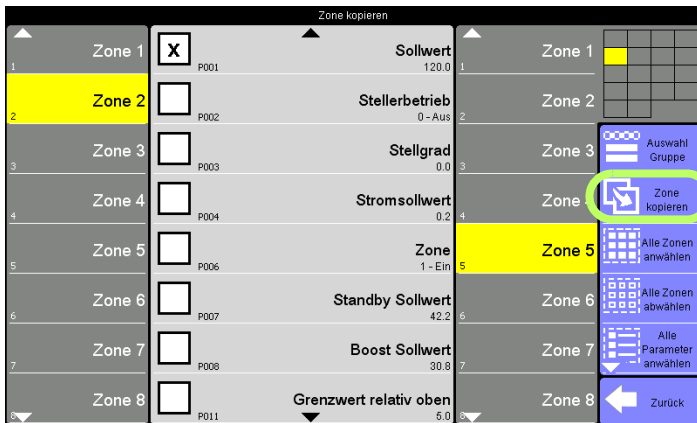 Zone kopieren
Zone 1
1
Zone 2
2
Zone 3
3
Zone 4
4
Zone 5
5
Zone 6
6
Zone 7
7
Zone 8
8
X
P001
Sollwert
120.0
P002
Stellerbetrieb
0 - Aus
P003
Stellgrad
0.0
P004
Stromsollwert
0.2
P006
Zone
1 - Ein
P007
Standby Sollwert
42.2
P008
Boost Sollwert
30.8
P011
Grenzwert relativ oben
5.0
Zone 1
1
Zone 2
2
Zone 3
3
Zone 4
4
Zone 5
5
Zone 6
6
Zone 7
7
Zone 8
8
Auswahl
Gruppe
Zone
kopieren
Alle Zonen
anwählen
Alle Zonen
abwählen
Alle
Parameter
anwählen
Zurück